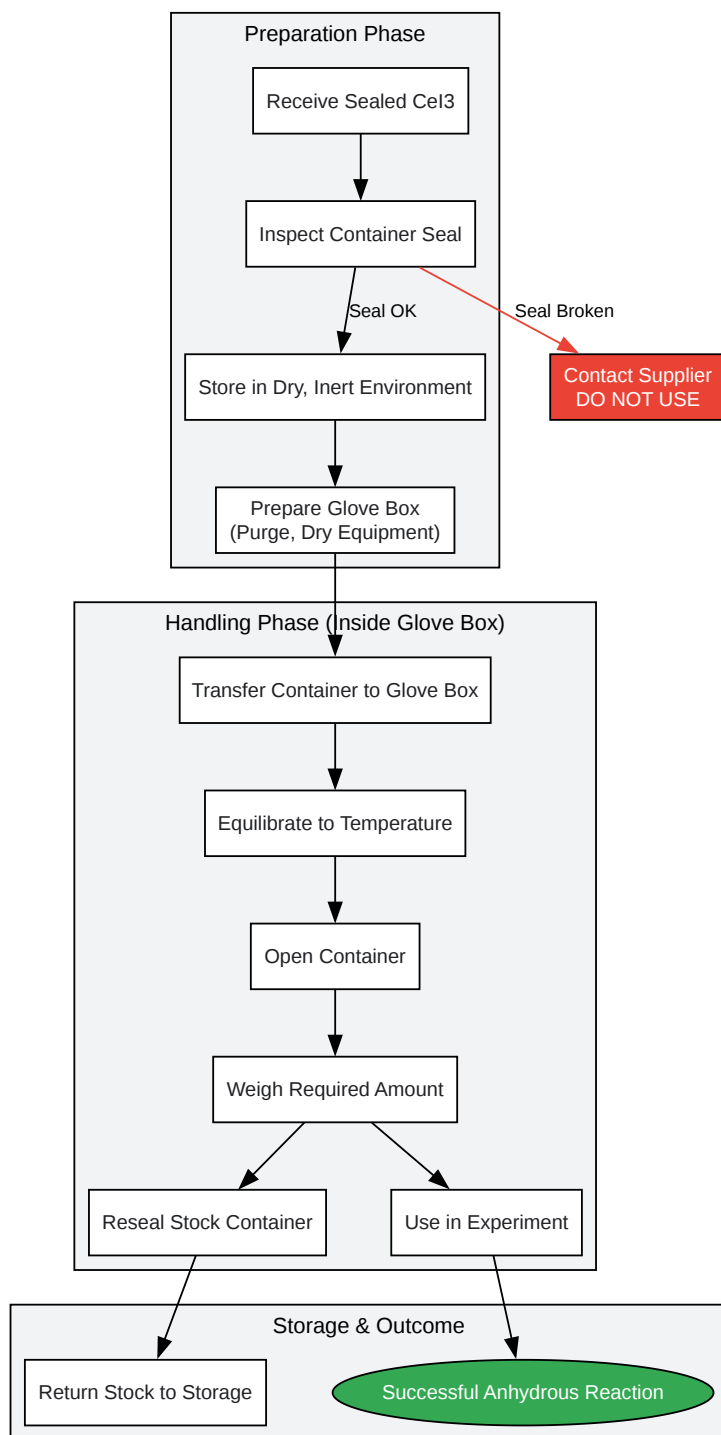 Preparation Phase
Receive Sealed CeI3
Inspect Container Seal
Seal OK
Seal Broken
Store in Dry, Inert Environment
Contact Supplier
DO NOT USE
Prepare Glove Box
(Purge, Dry Equipment)
Handling Phase (Inside Glove Box)
Transfer Container to Glove Box
Equilibrate to Temperature
Open Container
Weigh Required Amount
Reseal Stock Container
Use in Experiment
Storage & Outcome
Return Stock to Storage
Successful Anhydrous Reaction